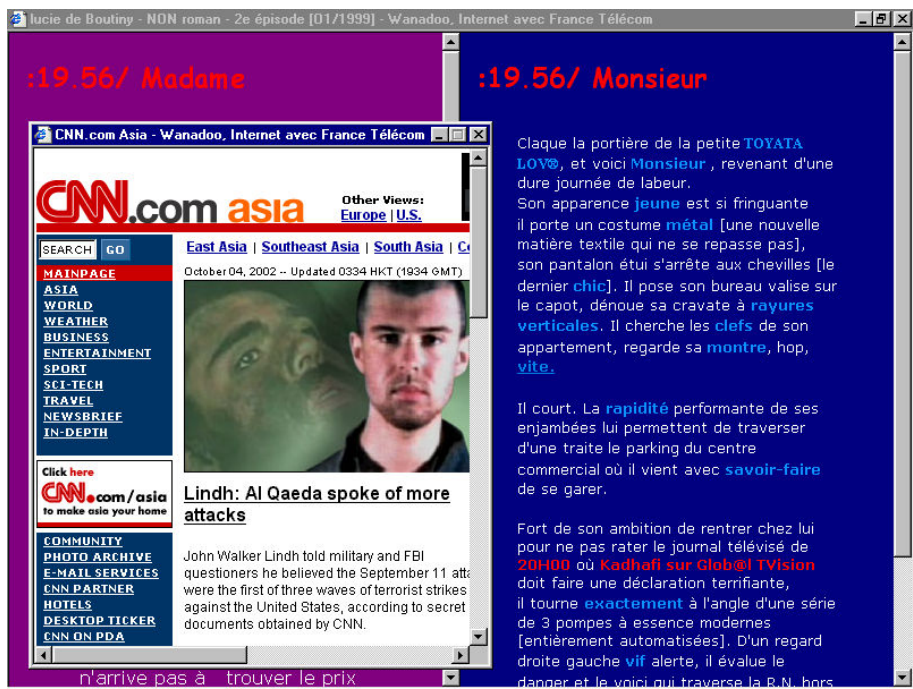 lucie de Boutiny - NON roman - 2e épisode [01/1999] - Wanadoo, Internet avec France Télécom
:19.56/ Madame
CNN.com Asia - Wanadoo, Internet avec France Télécom
CNN.com asia
Other Views:
Europe | U.S.
SEARCH GO
MAINPAGE
ASIA
WORLD
WEATHER
BUSINESS
ENTERTAINMENT
SPORT
SCI-TECH
TRAVEL
NEWSBRIEF
IN-DEPTH
Click here
CNN.com/asia
to make asia your home
COMMUNITY
PHOTO ARCHIVE
E-MAIL SERVICES
CNN PARTNER
HOTELS
DESKTOP TICKER
CNN ON PDA
East Asia | Southeast Asia | South Asia |
October 04, 2002 -- Updated 0334 HKT (1934 GMT)
Lindh: Al Qaeda spoke of more
attacks
John Walker Lindh told military and FBI
questioners he believed the September 11 atta
were the first of three waves of terrorist strikes
against the United States, according to secret
documents obtained by CNN.
n'arrive pas à trouver le prix
:19.56/ Monsieur
Claque la portière de la petite TOYATA
LOV®, et voici Monsieur , revenant d'une
dure journée de labeur.
Son apparence jeune est si fringuante
il porte un costume métal [une nouvelle
matière textile qui ne se repasse pas],
son pantalon étui s'arrête aux chevilles [le
dernier chic]. Il pose son bureau valise sur
le capot, dénoue sa cravate à rayures
verticales. Il cherche les clefs de son
appartement, regarde sa montre, hop,
vite.
Il court. La rapidité performante de ses
enjambées lui permettent de traverser
d'une traite le parking du centre
commercial où il vient avec savoir-faire
de se garer.
Fort de son ambition de rentrer chez lui
pour ne pas rater le journal télévisé de
20H00 où Kadhafi sur Glob@l TVision
doit faire une déclaration terrifiante,
il tourne exactement à l'angle d'une série
de 3 pompes à essence modernes
[entièrement automatisées]. D'un regard
droite gauche vif alerte, il évalue le
danger et le voici qui traverse la R.N. hors